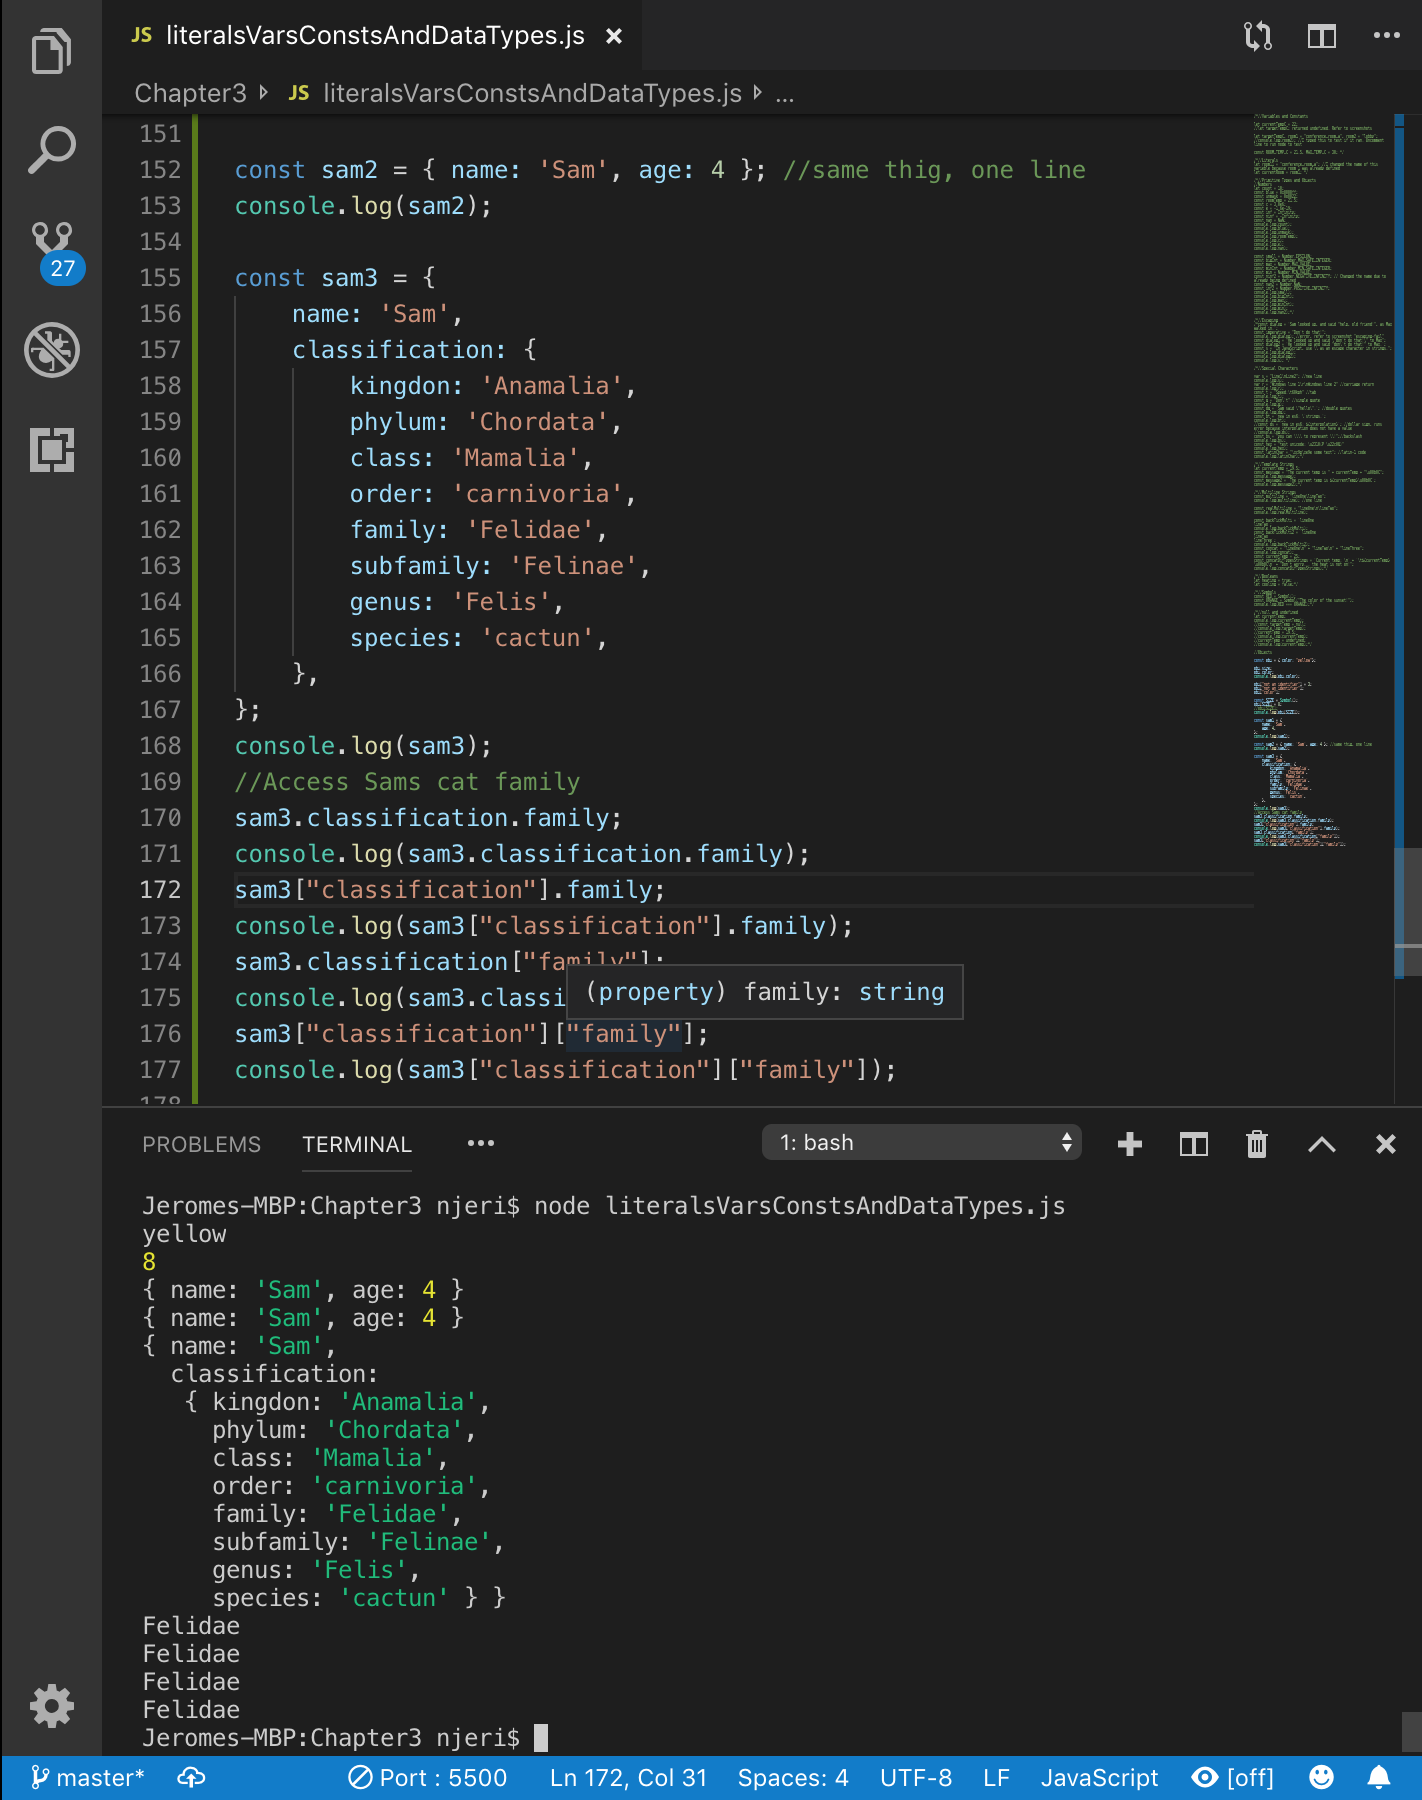 JS literalsVarsConstsAndDataTypes.js
Chapter3 JS literalsVarsConstsAndDataTypes.js ...
27
151
152 const sam2 = { name: 'Sam', age: 4 }; //same thig, one line
153 console.log(sam2);
154
155 const sam3 = {
156 name: 'Sam',
157 classification: {
158 kingdon: 'Anamalia',
159 phylum: 'Chordata',
160 class: 'Mamalia',
161 order: 'carnivoria',
162 family: 'Felidae',
163 subfamily: 'Felinae',
164 genus: 'Felis',
165 species: 'cactun',
166 },
167 };
168 console.log(sam3);
169 //Access Sams cat family
170 sam3.classification.family;
171 console.log(sam3.classification.family);
172 sam3["classification"].family;
173 console.log(sam3["classification"].family);
174 sam3.classification["family"];
175 console.log(sam3.classi
(property) family: string
176 sam3["classification"]["family"];
177 console.log(sam3["classification"]["family"]);
178
PROBLEMS TERMINAL ••• 1: bash
Jeromes-MBP:Chapter3 njeri$ node literalsVarsConstsAndDataTypes.js
yellow
8
{ name: 'Sam', age: 4 }
{ name: 'Sam', age: 4 }
{ name: 'Sam',
classification:
{ kingdon: 'Anamalia',
phylum: 'Chordata',
class: 'Mamalia',
order: 'carnivoria',
family: 'Felidae',
subfamily: 'Felinae',
genus: 'Felis',
species: 'cactun' } }
Felidae
Felidae
Felidae
Felidae
Jeromes-MBP:Chapter3 njeri$
master* Port : 5500 Ln 172, Col 31 Spaces: 4 UTF-8 LF JavaScript [off]